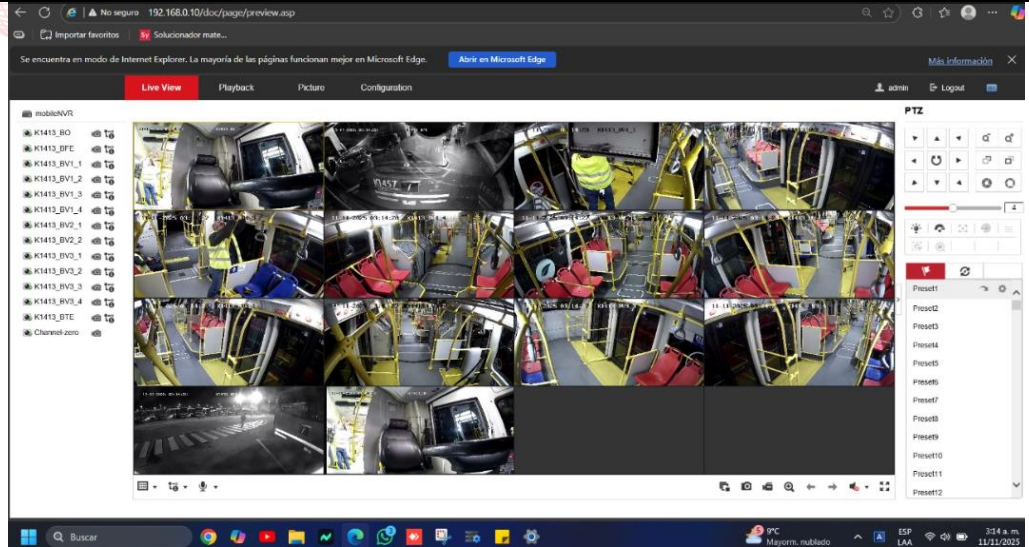 No seguro 192.168.0.10/doc/page/preview.asp
Importar favoritos
Sy Solucionador mate...
Se encuentra en modo de Internet Explorer. La mayoría de las páginas funcionan mejor en Microsoft Edge.
Abrir en Microsoft Edge
Más información
Live View
Playback
Picture
Configuration
admin
Logout
mobileNVR
K1413_BO
K1413_BFE
K1413_BV1_1
K1413_BV1_2
K1413_BV1_3
K1413_BV1_4
K1413_BV2_1
K1413_BV2_2
K1413_BV3_1
K1413_BV3_2
K1413_BV3_3
K1413_BV3_4
K1413_BTE
Channel-zero
PTZ
4
Preset1
Preset2
Preset3
Preset4
Preset5
Preset6
Preset7
Preset8
Preset9
Preset10
Preset11
Preset12
Buscar
9°C
Mayorm. nublado
ESP
LAA
3:14 a. m.
11/11/2025